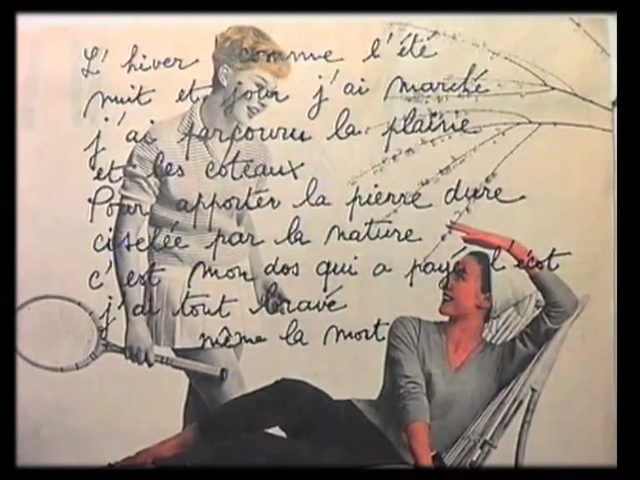 L'hiver comme l'été
nuit et jour j'ai marché
j'ai parcouru la plaine
et les coteaux
Pour apporter la pierre dure
ciselée par la nature
c'est mon dos qui a payé l'écot
j'ai tout bravé
même la mort